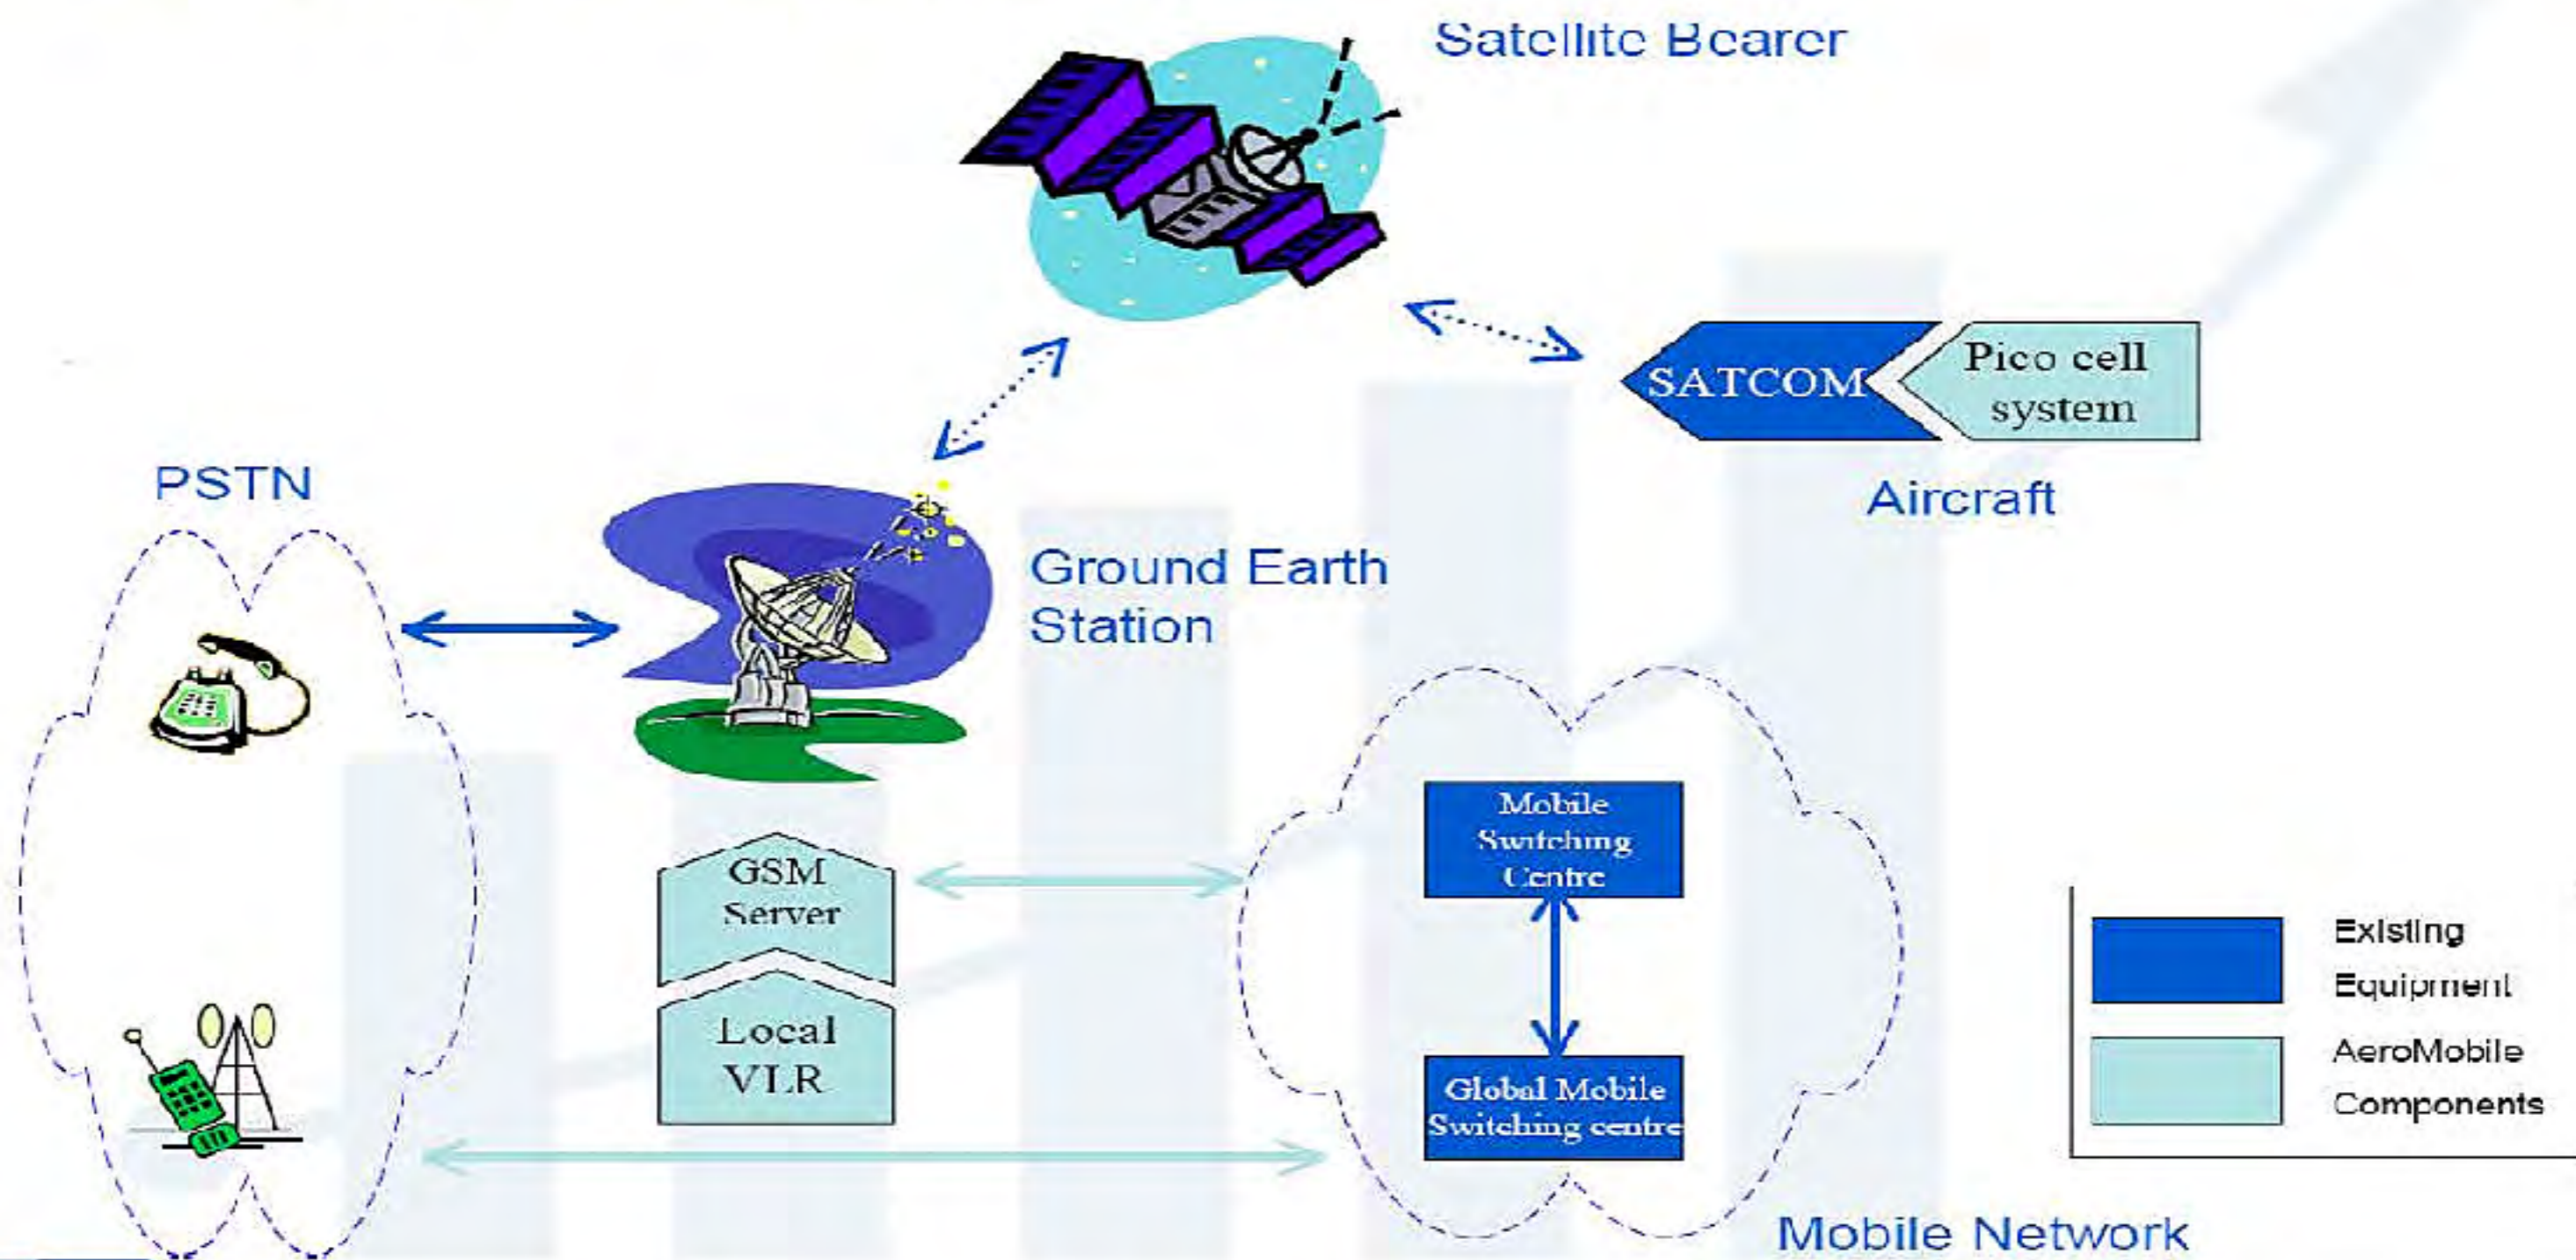 Satellite Bearer
SATCOM
Pico cell
system
Aircraft
PSTN
Ground Earth
Station
GSM
Server
Local
VLR
Mobile
Switching
Centre
Global Mobile
Switching centre
Mobile Network
Existing
Equipment
AeroMobile
Components